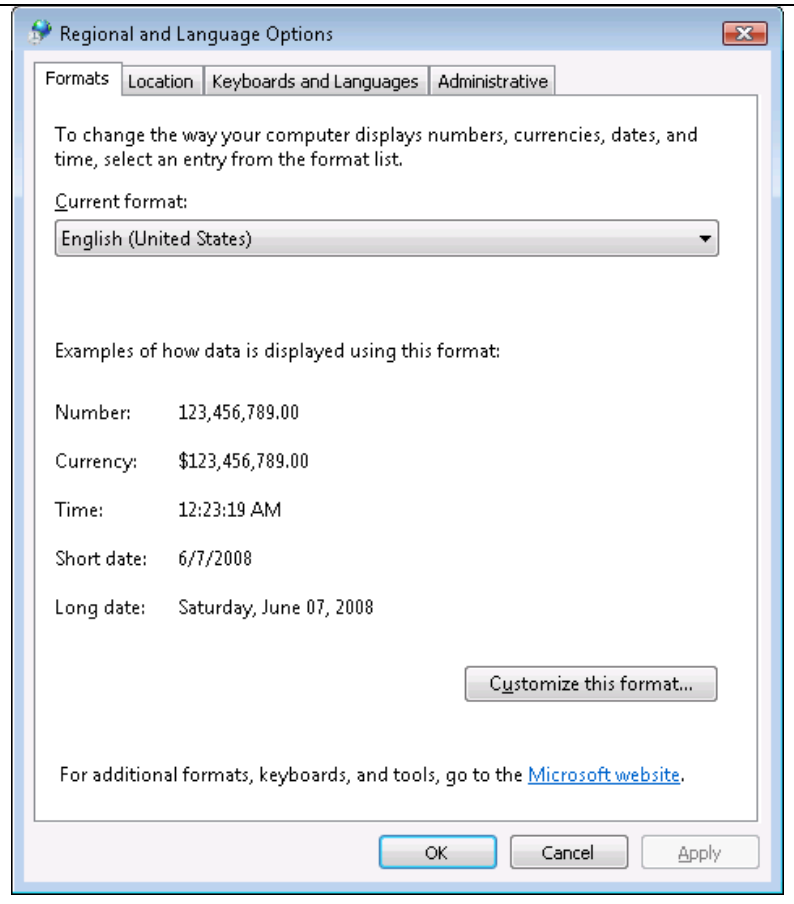 Regional and Language Options
Formats Location Keyboards and Languages Administrative
To change the way your computer displays numbers, currencies, dates, and
time, select an entry from the format list.
Current format:
English (United States)
Examples of how data is displayed using this format:
Number: 123,456,789.00
Currency: $123,456,789.00
Time: 12:23:19 AM
Short date: 6/7/2008
Long date: Saturday, June 07, 2008
Customize this format...
For additional formats, keyboards, and tools, go to the Microsoft website.
OK Cancel Apply